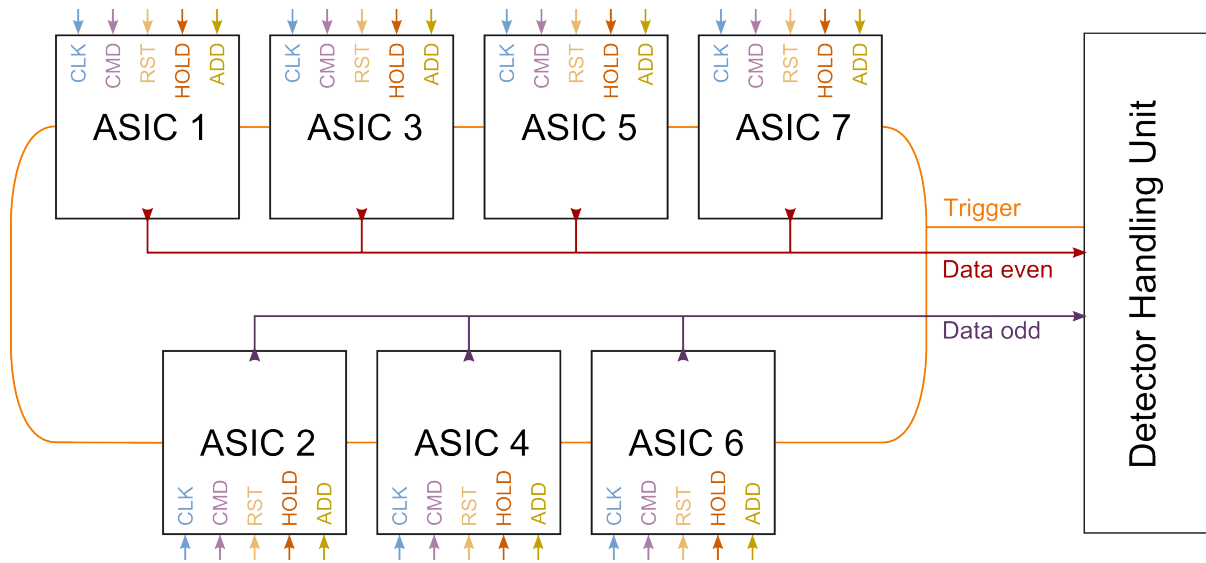 CLK CMD RST HOLD ADD
ASIC 1
CLK CMD RST HOLD ADD
ASIC 3
CLK CMD RST HOLD ADD
ASIC 5
CLK CMD RST HOLD ADD
ASIC 7
Trigger
Data even
Data odd
Detector Handling Unit
ASIC 2
CLK CMD RST HOLD ADD
ASIC 4
CLK CMD RST HOLD ADD
ASIC 6
CLK CMD RST HOLD ADD